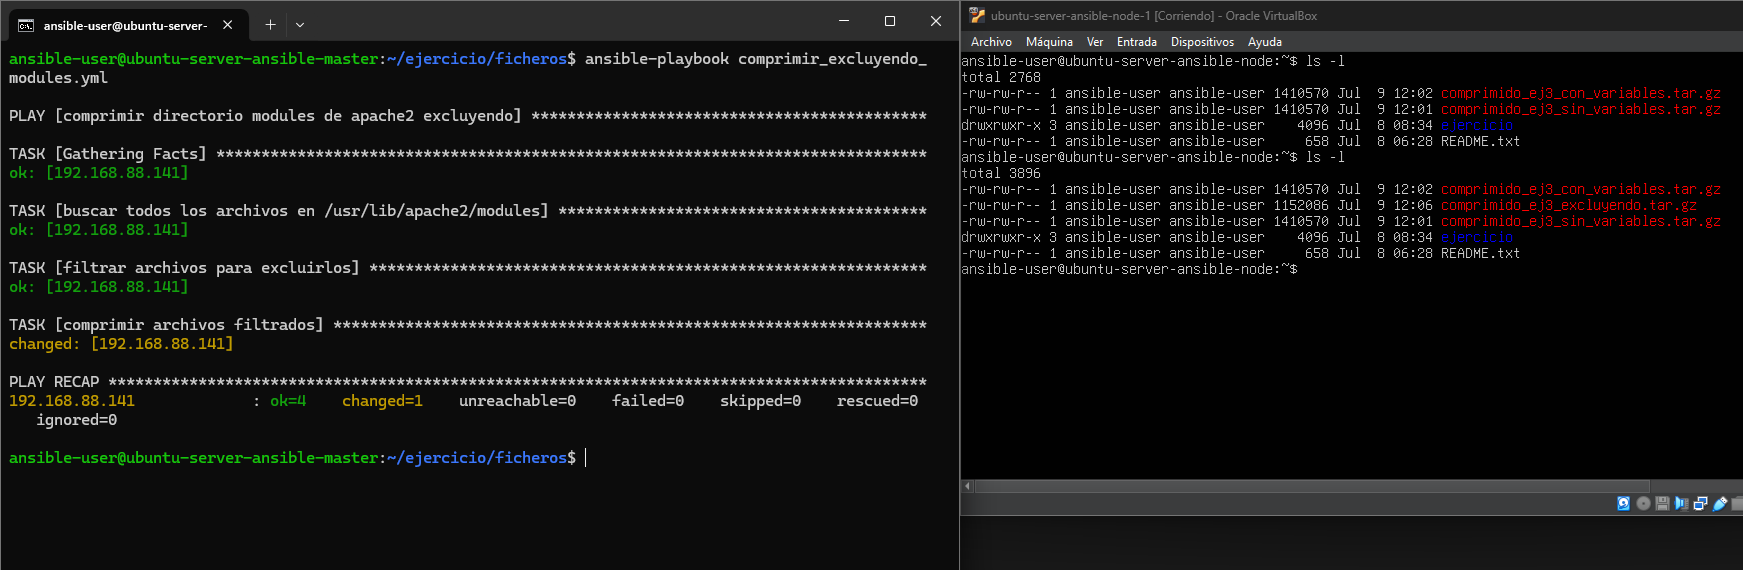 ansible-user@ubuntu-server-
ansible-user@ubuntu-server-ansible-master:~/ejercicio/ficheros$ ansible-playbook comprimir_excluyendo_
modules.yml
PLAY [comprimir directorio modules de apache2 excluyendo] ********************************************
TASK [Gathering Facts] *******************************************************************************
ok: [192.168.88.141]
TASK [buscar todos los archivos en /usr/lib/apache2/modules] *****************************************
ok: [192.168.88.141]
TASK [filtrar archivos para excluirlos] **************************************************************
ok: [192.168.88.141]
TASK [comprimir archivos filtrados] ******************************************************************
changed: [192.168.88.141]
PLAY RECAP *******************************************************************************************
192.168.88.141             : ok=4    changed=1    unreachable=0    failed=0    skipped=0    rescued=0
   ignored=0
ansible-user@ubuntu-server-ansible-master:~/ejercicio/ficheros$
ubuntu-server-ansible-node-1 [Corriendo] - Oracle VirtualBox
Archivo Máquina Ver Entrada Dispositivos Ayuda
ansible-user@ubuntu-server-ansible-node:~$ ls -l
total 2768
-rw-rw-r-- 1 ansible-user ansible-user 1410570 Jul  9 12:02 comprimido_ej3_con_variables.tar.gz
-rw-rw-r-- 1 ansible-user ansible-user 1410570 Jul  9 12:01 comprimido_ej3_sin_variables.tar.gz
drwxrwxr-x 3 ansible-user ansible-user    4096 Jul  8 08:34 ejercicio
-rw-rw-r-- 1 ansible-user ansible-user     658 Jul  8 06:28 README.txt
ansible-user@ubuntu-server-ansible-node:~$ ls -l
total 3896
-rw-rw-r-- 1 ansible-user ansible-user 1410570 Jul  9 12:02 comprimido_ej3_con_variables.tar.gz
-rw-rw-r-- 1 ansible-user ansible-user 1152086 Jul  9 12:06 comprimido_ej3_excluyendo.tar.gz
-rw-rw-r-- 1 ansible-user ansible-user 1410570 Jul  9 12:01 comprimido_ej3_sin_variables.tar.gz
drwxrwxr-x 3 ansible-user ansible-user    4096 Jul  8 08:34 ejercicio
-rw-rw-r-- 1 ansible-user ansible-user     658 Jul  8 06:28 README.txt
ansible-user@ubuntu-server-ansible-node:~$